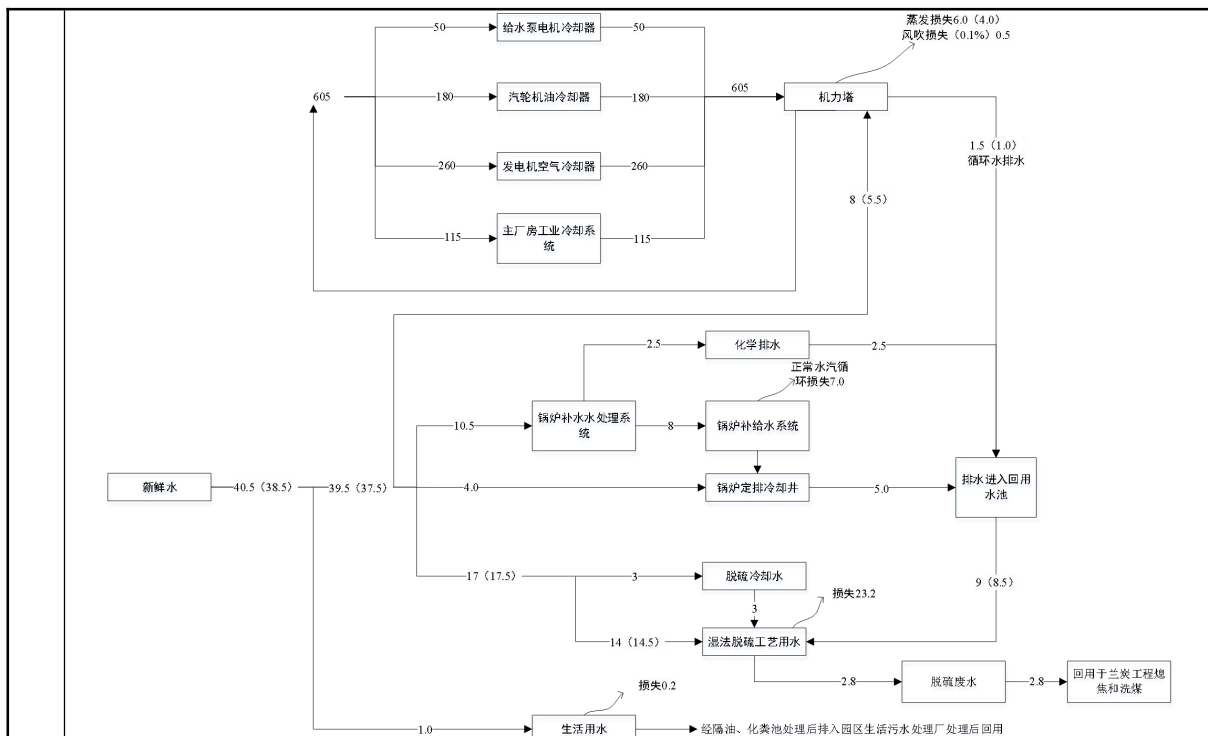 蒸发损失6.0（4.0）
风吹损失（0.1%）0.5
50
给水泵电机冷却器
50
605
180
汽轮机油冷却器
180
605
机力塔
1.5（1.0）
循环水排水
260
发电机空气冷却器
260
8（5.5）
115
主厂房工业冷却系
统
115
2.5
化学排水
2.5
正常水汽循
环损失7.0
10.5
锅炉补水水处理系
统
8
锅炉补给水系统
新鲜水
40.5（38.5）
39.5（37.5）
4.0
锅炉定排冷却井
5.0
排水进入回用
水池
17（17.5）
3
脱硫冷却水
9（8.5）
3
损失23.2
14（14.5）
湿法脱硫工艺用水
2.8
脱硫废水
2.8
回用于兰炭工程熄
焦和洗煤
损失0.2
1.0
生活用水
经隔油、化粪池处理后排入园区生活污水处理厂处理后回用